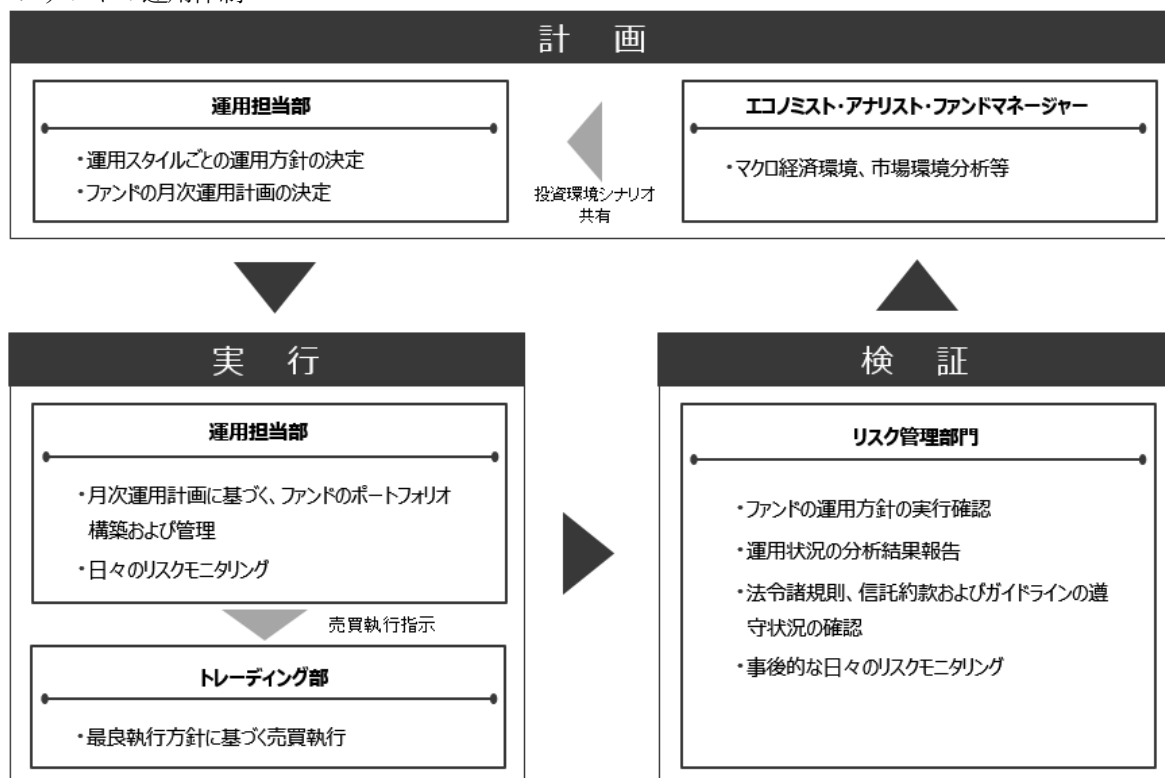 計　画
運用担当部
・運用スタイルごとの運用方針の決定
・ファンドの月次運用計画の決定
投資環境シナリオ
共有
エコノミスト・アナリスト・ファンドマネージャー
・マクロ経済環境、市場環境分析等
実　行
運用担当部
・月次運用計画に基づく、ファンドのポートフォリオ
構築および管理
・日々のリスクモニタリング
売買執行指示
トレーディング部
・最良執行方針に基づく売買執行
検　証
リスク管理部門
・ファンドの運用方針の実行確認
・運用状況の分析結果報告
・法令諸規則、信託約款およびガイドラインの遵
守状況の確認
・事後的な日々のリスクモニタリング